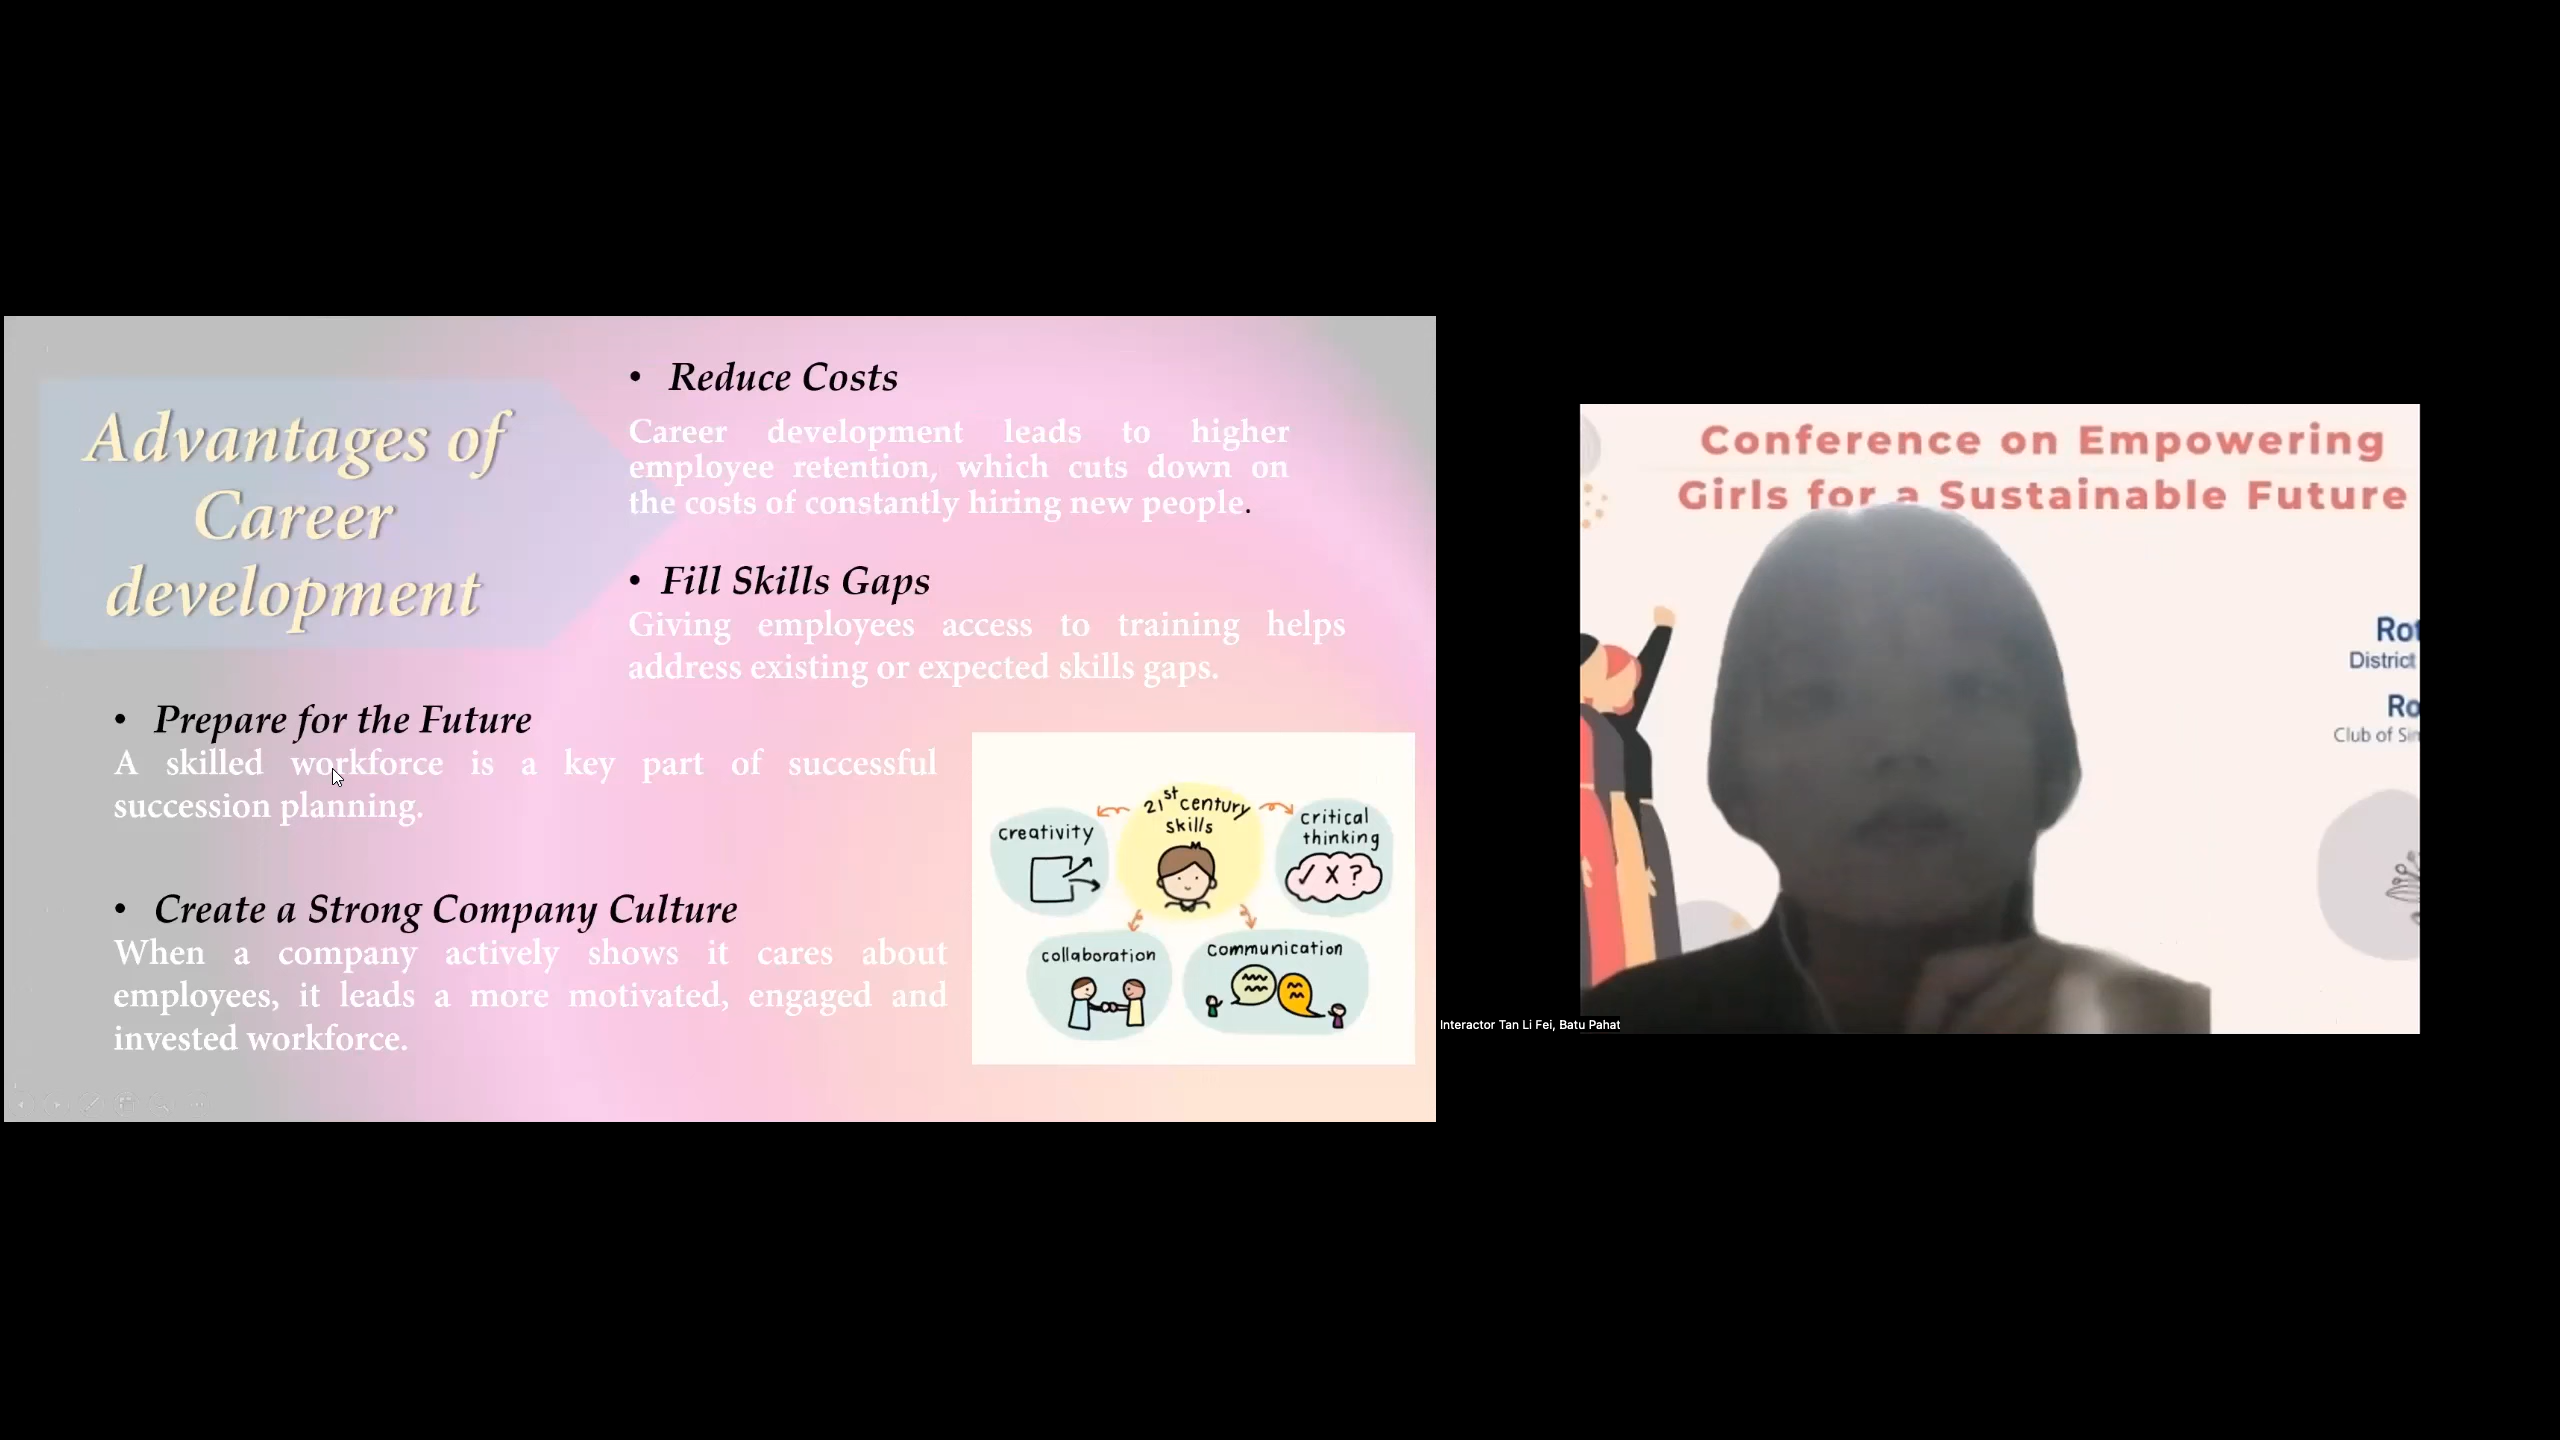 Advantages of
Career
development
• Reduce Costs
Career development leads to higher
employee retention, which cuts down on
the costs of constantly hiring new people.
• Fill Skills Gaps
Giving employees access to training helps
address existing or expected skills gaps.
• Prepare for the Future
A skilled workforce is a key part of successful
succession planning.
• Create a Strong Company Culture
When a company actively shows it cares about
employees, it leads a more motivated, engaged and
invested workforce.
21st century
skills
creativity
critical
thinking
✓ X ?
collaboration
communication
Conference on Empowering
Girls for a Sustainable Future
District
Club of
Interactor Tan Li Fei, Batu Pahat